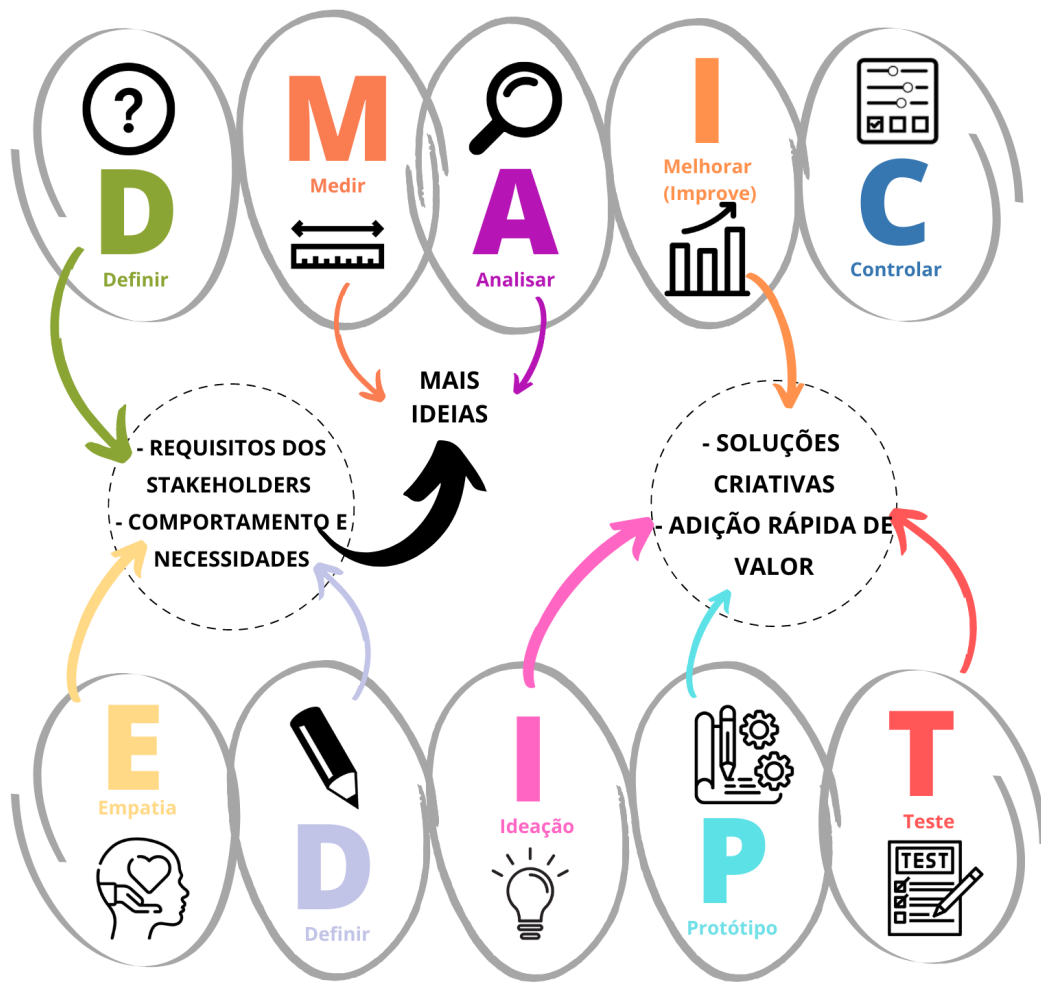 ?
D
Definir
M
Medir
A
Analisar
I
Melhorar
(Improve)
C
Controlar
MAIS
IDEIAS
- REQUISITOS DOS
STAKEHOLDERS
- COMPORTAMENTO E
NECESSIDADES
- SOLUÇÕES
CRIATIVAS
- ADIÇÃO RÁPIDA DE
VALOR
E
Empatia
D
Definir
I
Ideação
P
Protótipo
T
Teste
TEST